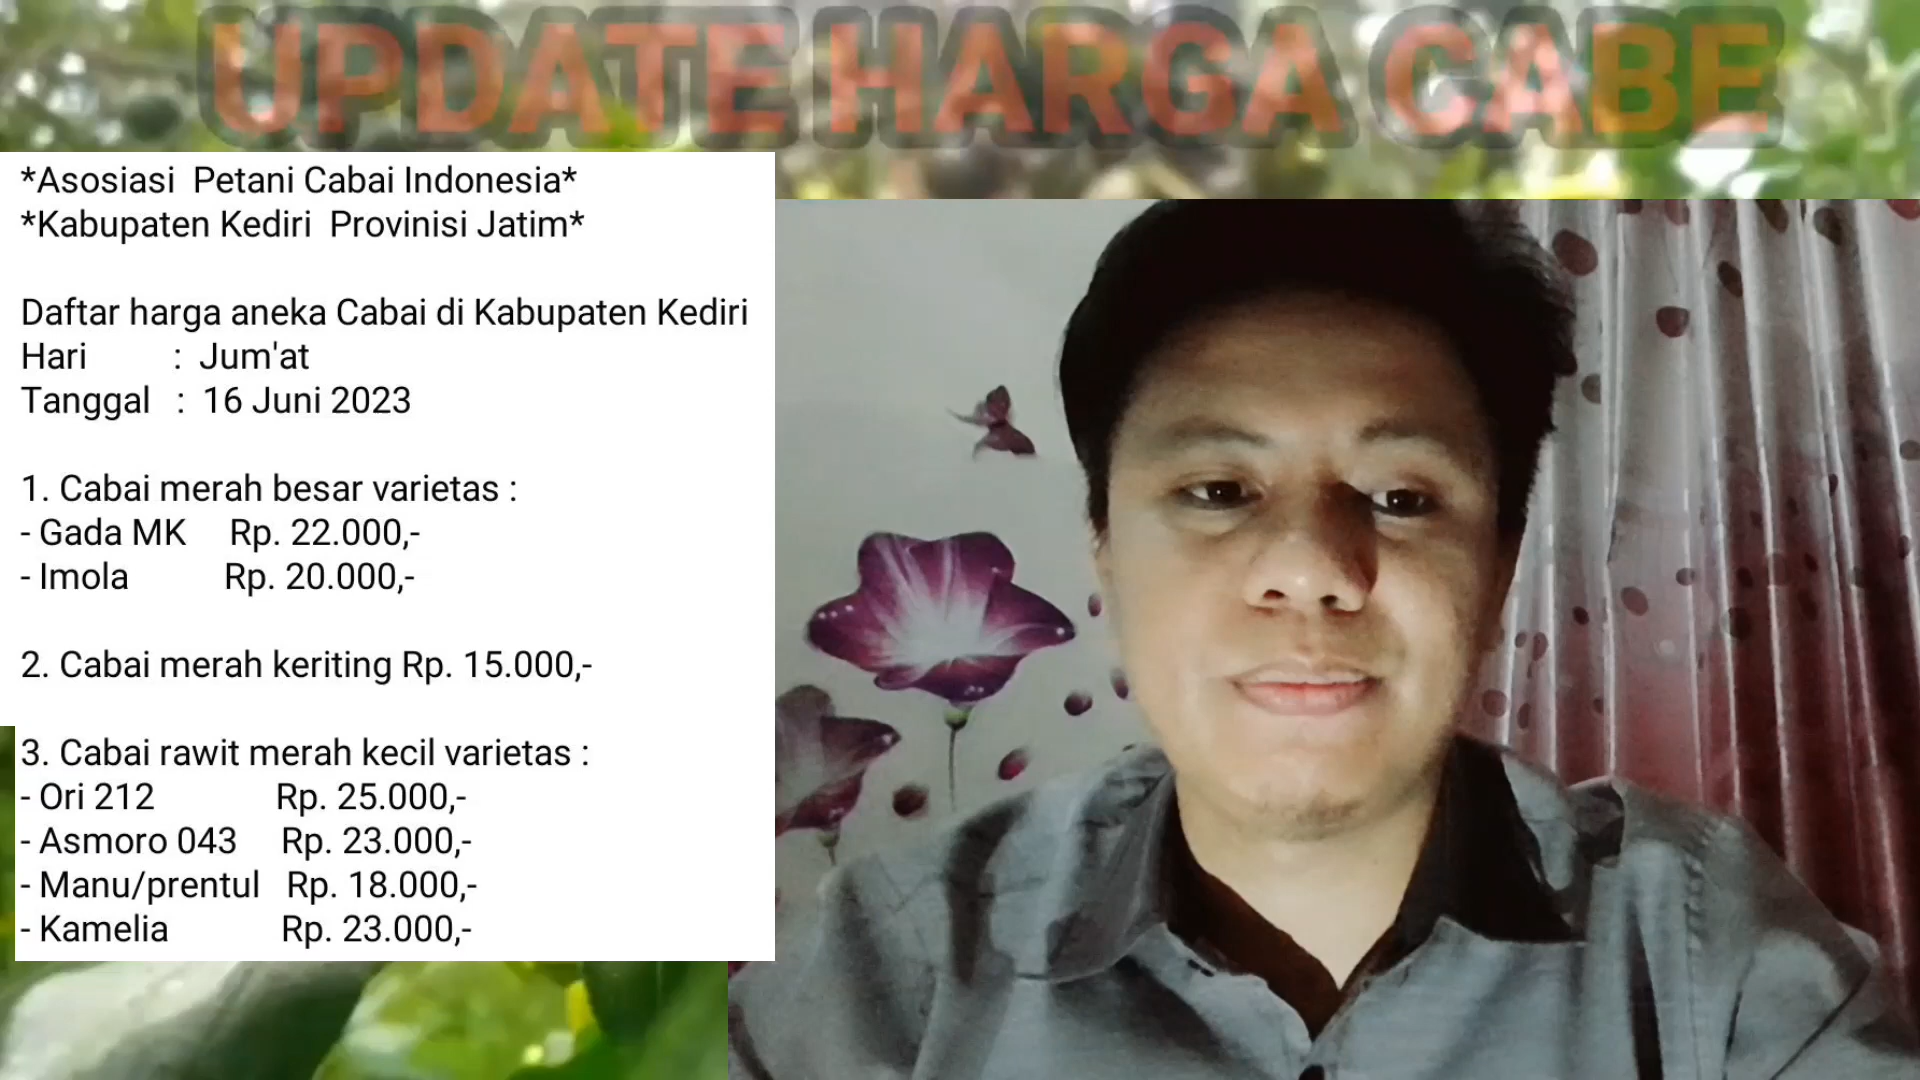 UPDATE HARGA CABE
*Asosiasi Petani Cabai Indonesia*
*Kabupaten Kediri Provinisi Jatim*
Daftar harga aneka Cabai di Kabupaten Kediri
Hari : Jum'at
Tanggal : 16 Juni 2023
1. Cabai merah besar varietas :
- Gada MK Rp. 22.000,-
- Imola Rp. 20.000,-
2. Cabai merah keriting Rp. 15.000,-
3. Cabai rawit merah kecil varietas :
- Ori 212 Rp. 25.000,-
- Asmoro 043 Rp. 23.000,-
- Manu/prentul Rp. 18.000,-
- Kamelia Rp. 23.000,-